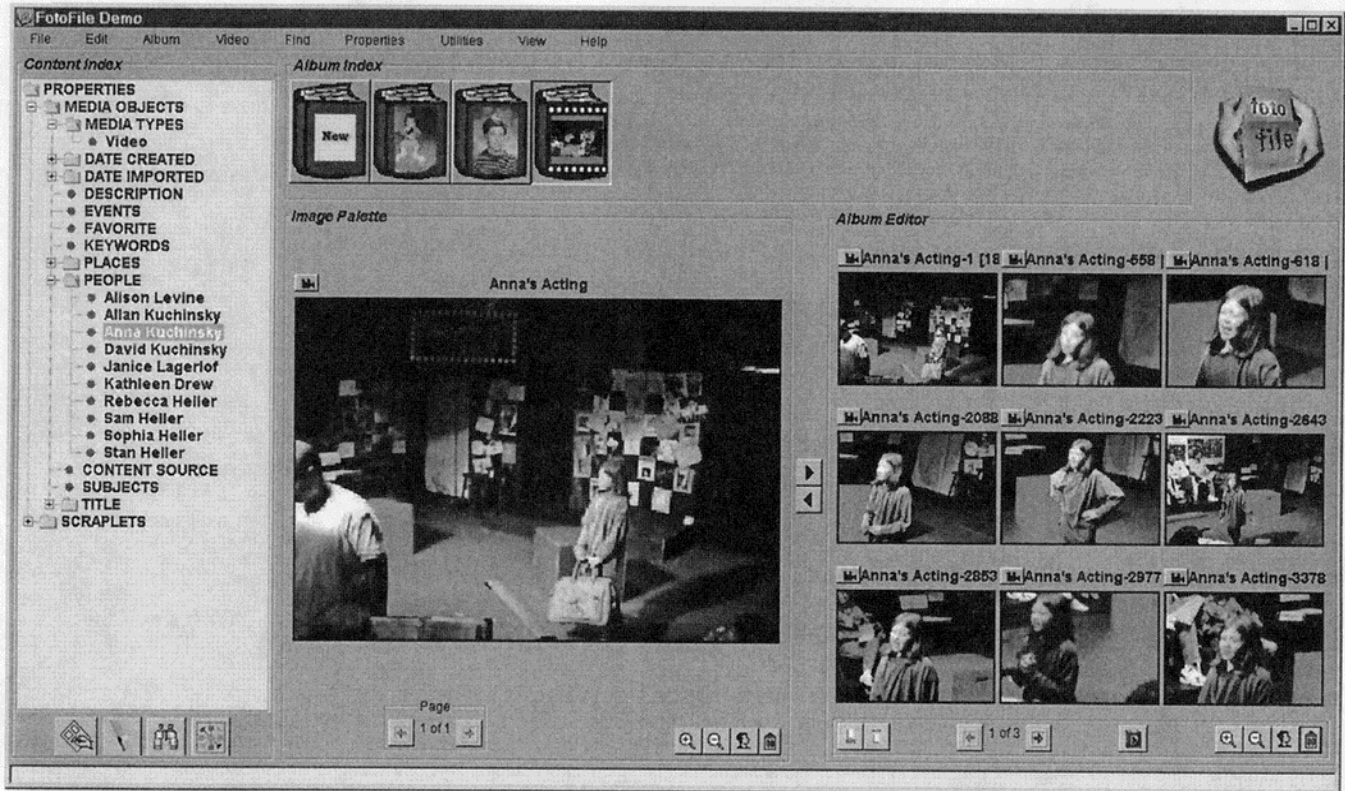 FotoFile Demo
File Edit Album Video Find Properties Utilities View Help
Content Index
PROPERTIES
MEDIA OBJECTS
MEDIA TYPES
Video
DATE CREATED
DATE IMPORTED
DESCRIPTION
EVENTS
FAVORITE
KEYWORDS
PLACES
PEOPLE
Alison Levine
Allan Kuchinsky
Anna Kuchinsky
David Kuchinsky
Janice Lagerlof
Kathleen Drew
Rebecca Heller
Sam Heller
Sophia Heller
Stan Heller
CONTENT SOURCE
SUBJECTS
TITLE
SCRAPLETS
Album Index
New
foto
file
Image Palette
Anna's Acting
Page
1 of 1
Album Editor
Anna's Acting-1 [18 Anna's Acting-558 | Anna's Acting-618 |
Anna's Acting-2088 Anna's Acting-2223 Anna's Acting-2643
Anna's Acting-2853 Anna's Acting-2977 Anna's Acting-3378
1 of 3